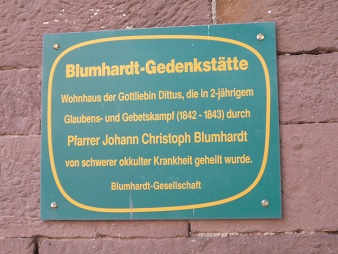 Blumhardt-Gedenkstätte
Wohnhaus der Gottliebin Dittus, die in 2-jährigem
Glaubens- und Gebetskampf (1842 - 1843) durch
Pfarrer Johann Christoph Blumhardt
von schwerer okkulter Krankheit geheilt wurde.
Blumhardt-Gesellschaft